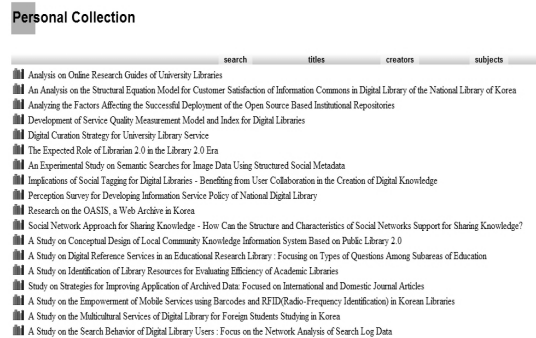 Personal Collection
search titles creators subjects
Analysis on Online Research Guides of University Libraries
An Analysis on the Structural Equation Model for Customer Satisfaction of Information Commons in Digital Library of the National Library of Korea
Analyzing the Factors Affecting the Successful Deployment of the Open Source Based Institutional Repositories
Development of Service Quality Measurement Model and Index for Digital Libraries
Digital Curation Strategy for University Library Service
The Expected Role of Librarian 2.0 in the Library 2.0 Era
An Experimental Study on Semantic Searches for Image Data Using Structured Social Metadata
Implications of Social Tagging for Digital Libraries - Benefiting from User Collaboration in the Creation of Digital Knowledge
Perception Survey for Developing Information Service Policy of National Digital Library
Research on the OASIS, a Web Archive in Korea
Social Network Approach for Sharing Knowledge - How Can the Structure and Characteristics of Social Networks Support for Sharing Knowledge?
A Study on Conceptual Design of Local Community Knowledge Information System Based on Public Library 2.0
A Study on Digital Reference Services in an Educational Research Library : Focusing on Types of Questions Among Subareas of Education
A Study on Identification of Library Resources for Evaluating Efficiency of Academic Libraries
Study on Strategies for Improving Application of Archived Data: Focused on International and Domestic Journal Articles
A Study on the Empowerment of Mobile Services using Barcodes and RFID(Radio-Frequency Identification) in Korean Libraries
A Study on the Multicultural Services of Digital Library for Foreign Students Studying in Korea
A Study on the Search Behavior of Digital Library Users : Focus on the Network Analysis of Search Log Data